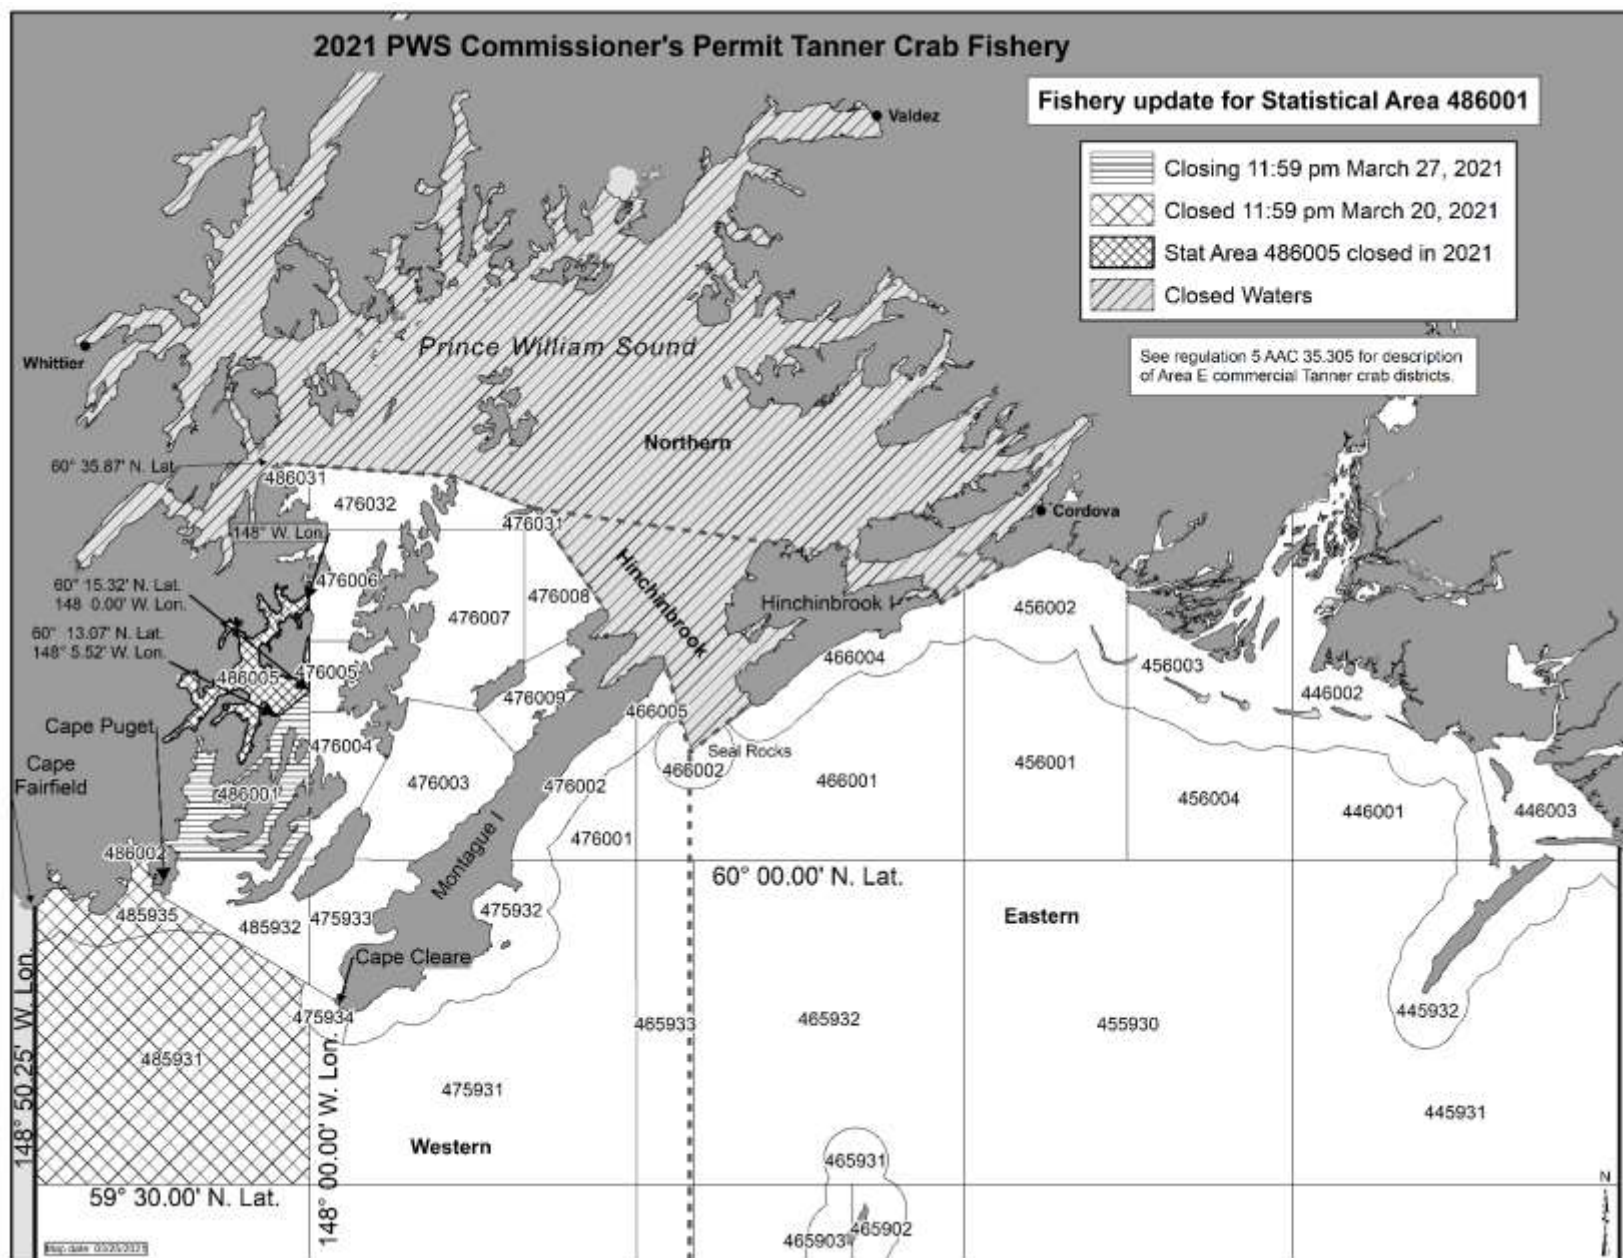 2021 PWS Commissioner's Permit Tanner Crab Fishery
Fishery update for Statistical Area 486001
Valdez
Closing 11:59 pm March 27, 2021
Closed 11:59 pm March 20, 2021
Stat Area 486005 closed in 2021
Closed Waters
See regulation 5 AAC 35.305 for description
of Area E commercial Tanner crab districts.
Whittier
Prince William Sound
Northern
60° 35.87' N. Lat
486031
476032
476031
Cordova
148° W. Lon.
Hinchinbrook
60° 15.32' N. Lat.
148 0.00' W. Lon.
476006
476007
476008
Hinchinbrook I
456002
60° 13.07' N. Lat.
148° 5.52' W. Lon.
486005
476005
476009
466004
456003
446002
Cape Puget
476004
466005
Seal Rocks
Cape
Fairfield
486001
476003
476002
466002
466001
456001
456004
446001
446003
486002
476001
Montague I
60° 00.00' N. Lat.
485935
485932
475933
475932
Eastern
Cape Cleare
148° 50.25' W. Lon.
475934
465933
465932
455930
445932
485931
475931
445931
148° 00.00' W. Lon.
Western
465931
59° 30.00' N. Lat.
465903
465902
N
Map date